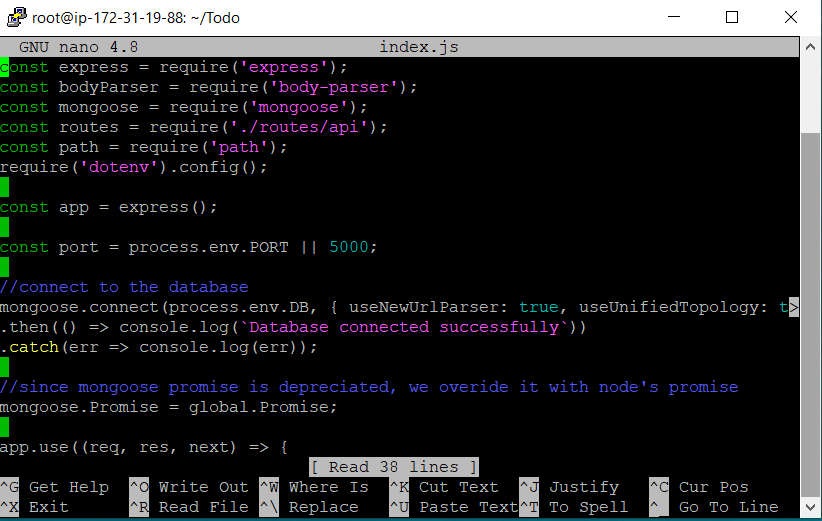 root@ip-172-31-19-88: ~/Todo
GNU nano 4.8 index.js
const express = require('express');
const bodyParser = require('body-parser');
const mongoose = require('mongoose');
const routes = require('./routes/api');
const path = require('path');
require('dotenv').config();
const app = express();
const port = process.env.PORT || 5000;
//connect to the database
mongoose.connect(process.env.DB, { useNewUrlParser: true, useUnifiedTopology: t>
.then(() => console.log(`Database connected successfully`))
.catch(err => console.log(err));
//since mongoose promise is depreciated, we overide it with node's promise
mongoose.Promise = global.Promise;
app.use((req, res, next) => {
[ Read 38 lines ]
^G Get Help ^O Write Out ^W Where Is ^K Cut Text ^J Justify ^C Cur Pos
^X Exit ^R Read File ^\ Replace ^U Paste Text ^T To Spell ^_ Go To Line